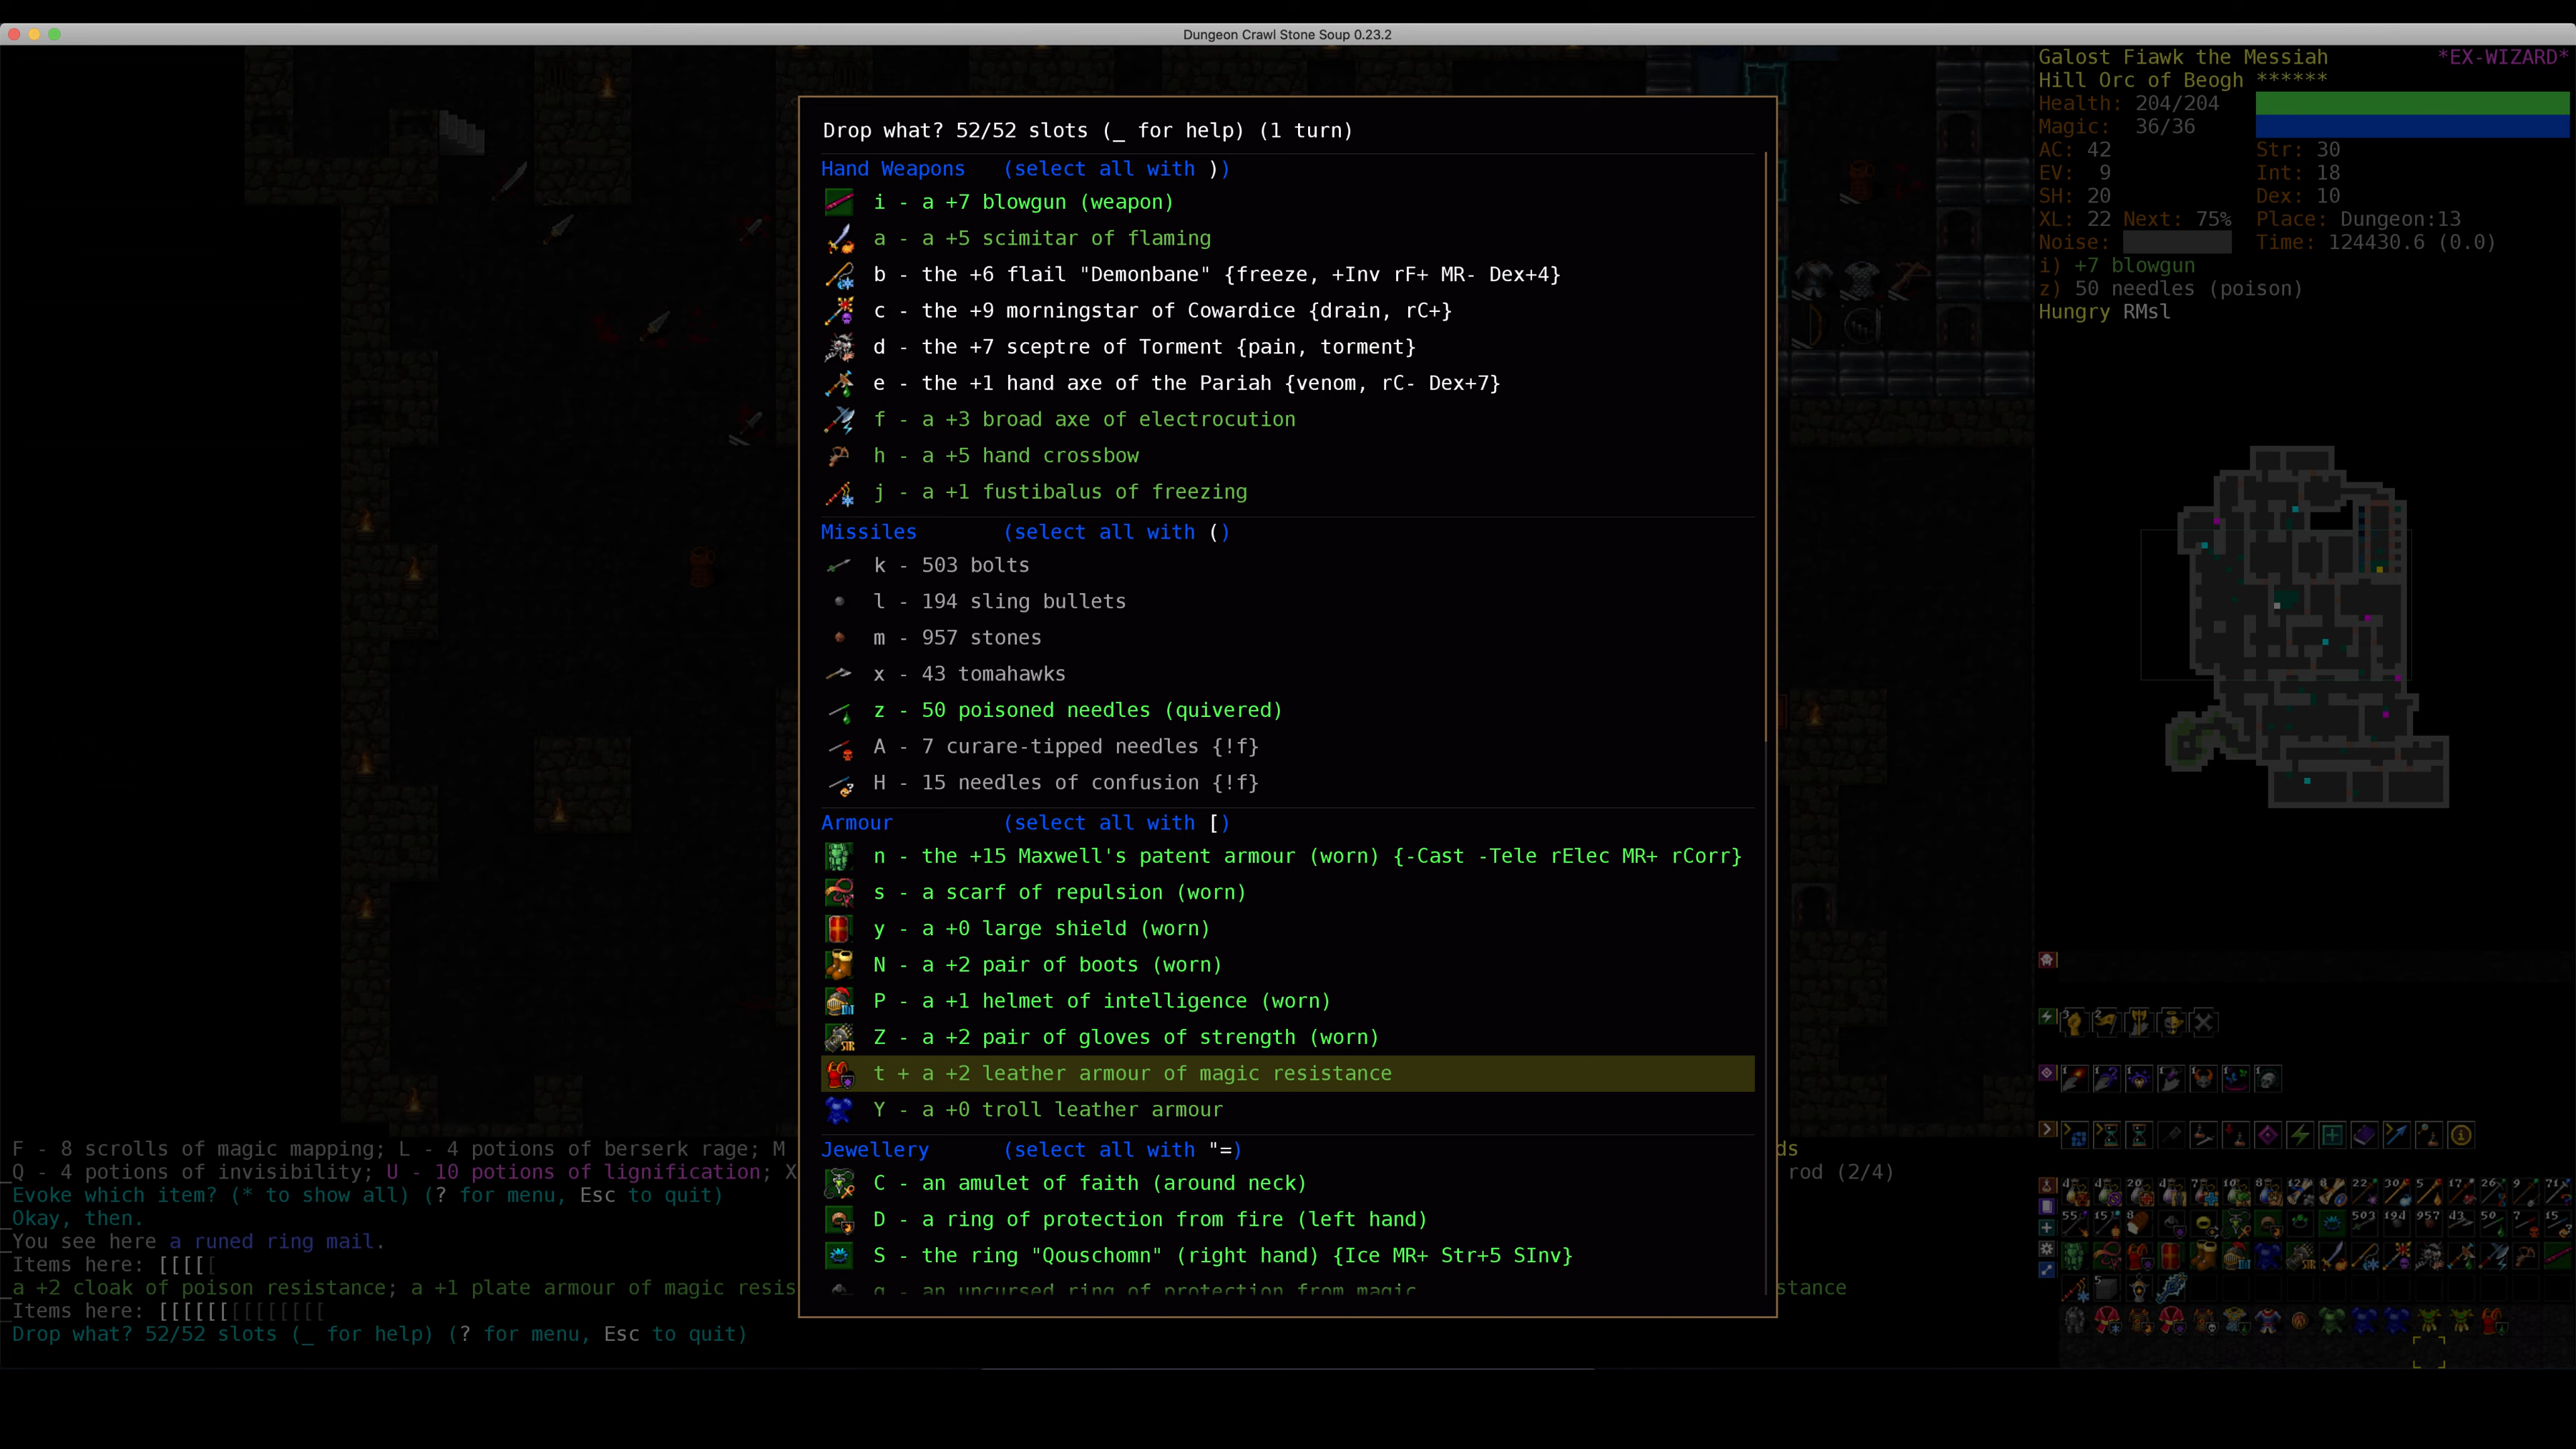 Dungeon Crawl Stone Soup 0.23.2
Galost Fiawk the Messiah *EX-WIZARD*
Hill Orc of Beogh ******
Health: 204/204
Magic: 36/36
AC: 42 Str: 30
EV: 9 Int: 18
SH: 20 Dex: 10
XL: 22 Next: 75% Place: Dungeon:13
Noise: Time: 124430.6 (0.0)
i) +7 blowgun
z) 50 needles (poison)
Hungry RMsl
Drop what? 52/52 slots (_ for help) (1 turn)
Hand Weapons (select all with ))
i - a +7 blowgun (weapon)
a - a +5 scimitar of flaming
b - the +6 flail "Demonbane" {freeze, +Inv rF+ MR- Dex+4}
c - the +9 morningstar of Cowardice {drain, rC+}
d - the +7 sceptre of Torment {pain, torment}
e - the +1 hand axe of the Pariah {venom, rC- Dex+7}
f - a +3 broad axe of electrocution
h - a +5 hand crossbow
j - a +1 fustibalus of freezing
Missiles (select all with ()
k - 503 bolts
l - 194 sling bullets
m - 957 stones
x - 43 tomahawks
z - 50 poisoned needles (quivered)
A - 7 curare-tipped needles {!f}
H - 15 needles of confusion {!f}
Armour (select all with [)
n - the +15 Maxwell's patent armour (worn) {-Cast -Tele rElec MR+ rCorr}
s - a scarf of repulsion (worn)
y - a +0 large shield (worn)
N - a +2 pair of boots (worn)
P - a +1 helmet of intelligence (worn)
Z - a +2 pair of gloves of strength (worn)
t + a +2 leather armour of magic resistance
Y - a +0 troll leather armour
Jewellery (select all with "=)
C - an amulet of faith (around neck)
D - a ring of protection from fire (left hand)
S - the ring "Qouschomn" (right hand) {Ice MR+ Str+5 SInv}
g - an uncursed ring of protection from magic
F - 8 scrolls of magic mapping; L - 4 potions of berserk rage; M ds
_Q - 4 potions of invisibility; U - 10 potions of lignification; X rod (2/4)
Evoke which item? (* to show all) (? for menu, Esc to quit)
_Okay, then.
_You see here a runed ring mail.
Items here: [[[[[
_a +2 cloak of poison resistance; a +1 plate armour of magic resis stance
_Items here: [[[[[[[[[[[[[[
Drop what? 52/52 slots (_ for help) (? for menu, Esc to quit)